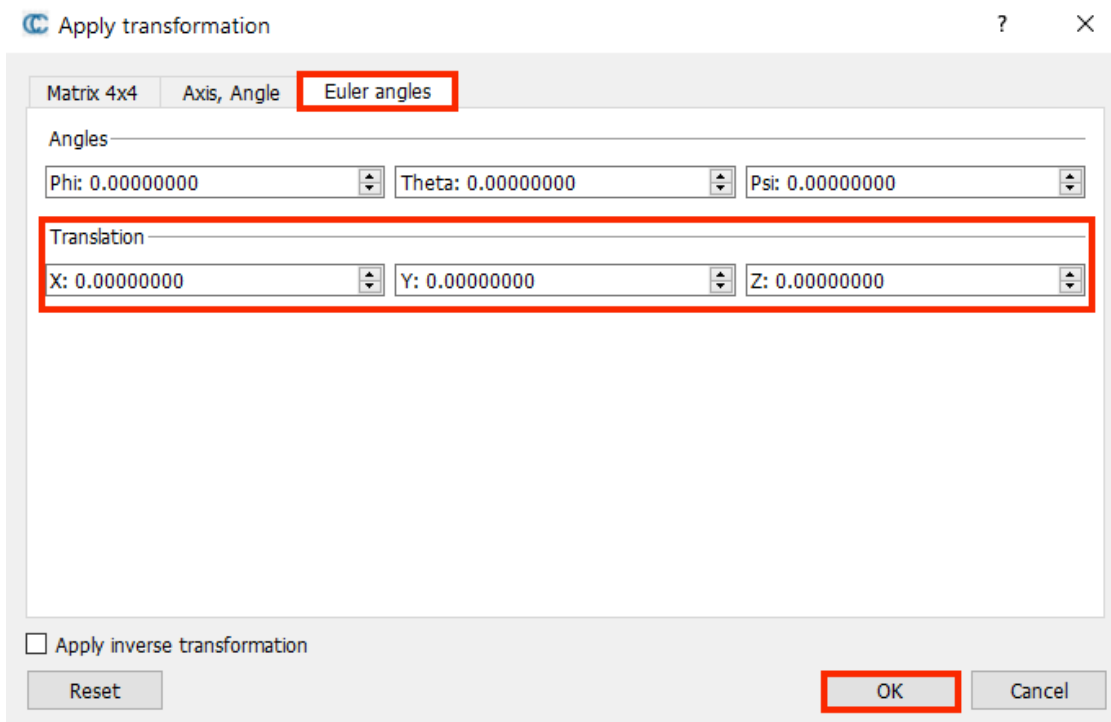 Apply transformation ?
Matrix 4x4 Axis, Angle Euler angles
Angles
Phi: 0.00000000 Theta: 0.00000000 Psi: 0.00000000
Translation
X: 0.00000000 Y: 0.00000000 Z: 0.00000000
Apply inverse transformation
Reset OK Cancel